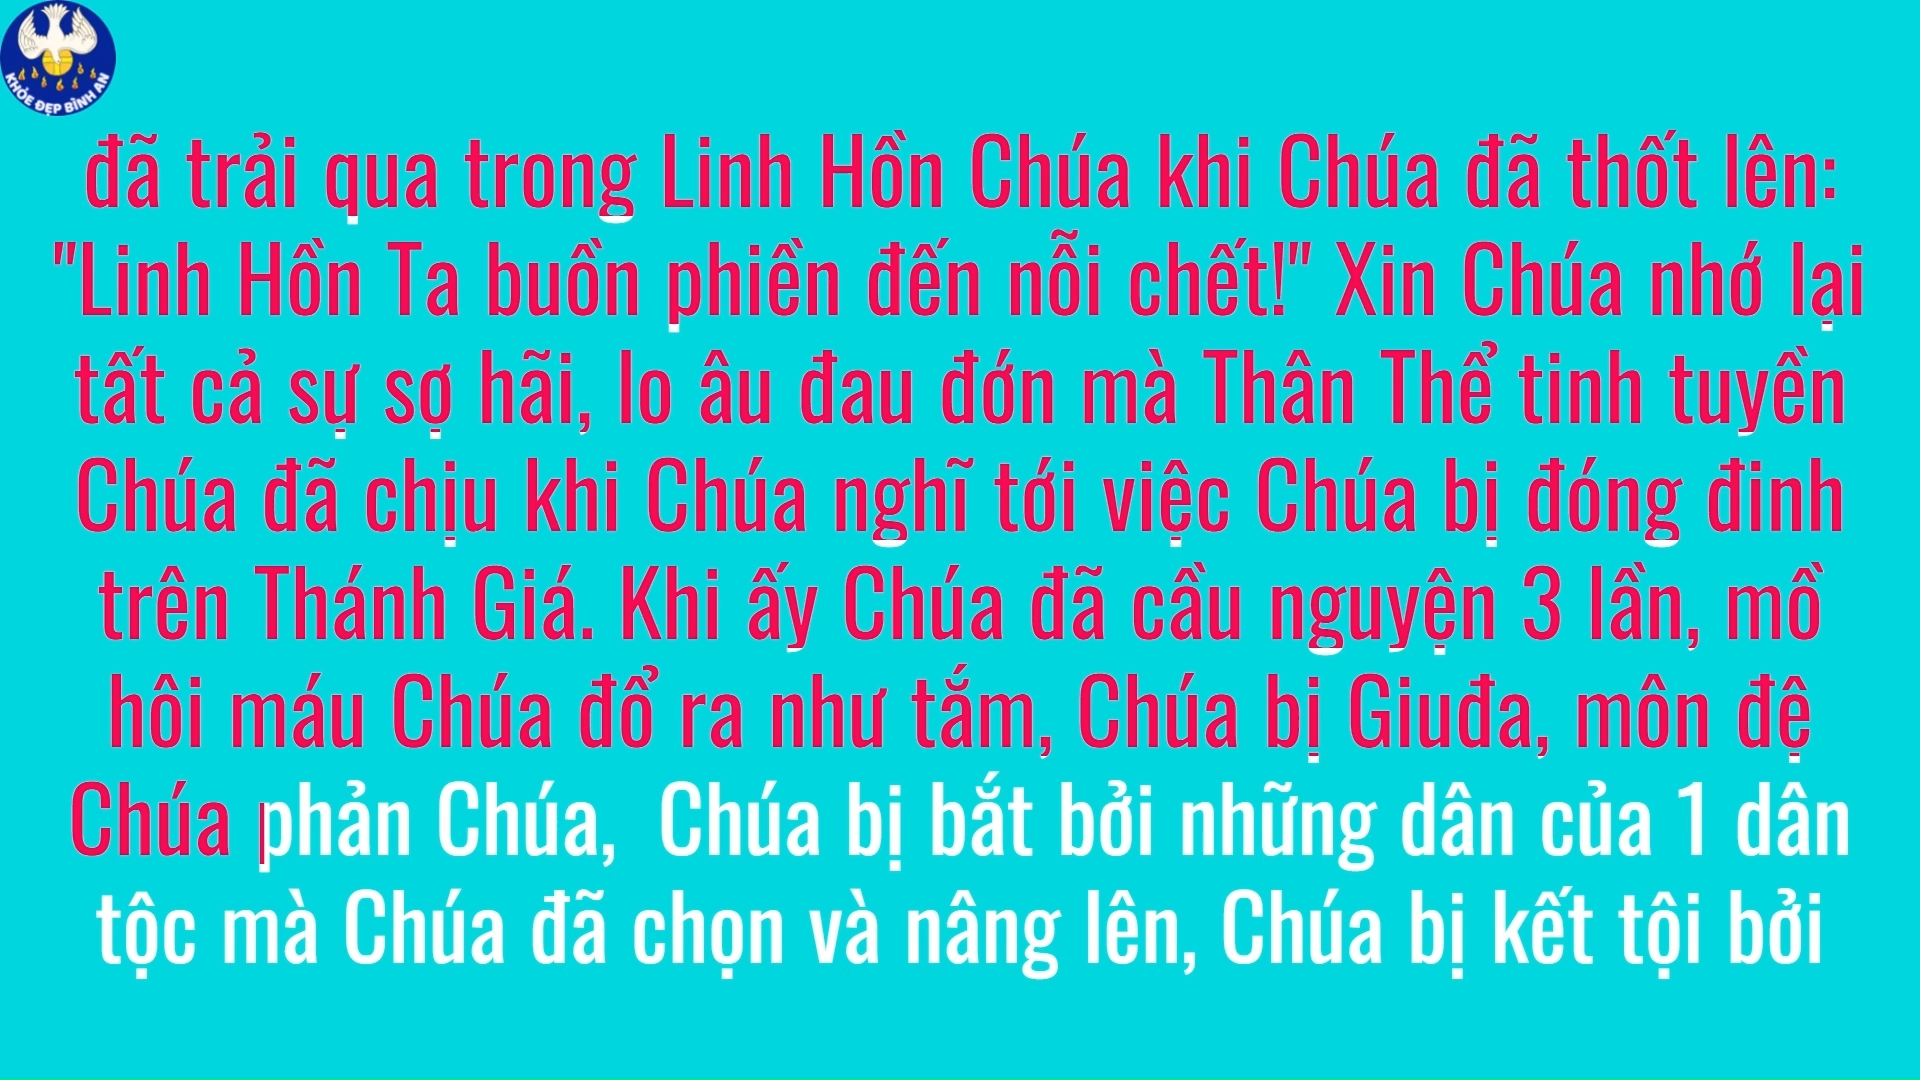 KHỎE ĐẸP BÌNH AN
đã trải qua trong Linh Hồn Chúa khi Chúa đã thốt lên:
"Linh Hồn Ta buồn phiền đến nỗi chết!" Xin Chúa nhớ lại
tất cả sự sợ hãi, lo âu đau đớn mà Thân Thể tinh tuyền
Chúa đã chịu khi Chúa nghĩ tới việc Chúa bị đóng đinh
trên Thánh Giá. Khi ấy Chúa đã cầu nguyện 3 lần, mồ
hôi máu Chúa đổ ra như tắm, Chúa bị Giuđa, môn đệ
Chúa phản Chúa,  Chúa bị bắt bởi những dân của 1 dân
tộc mà Chúa đã chọn và nâng lên, Chúa bị kết tội bởi